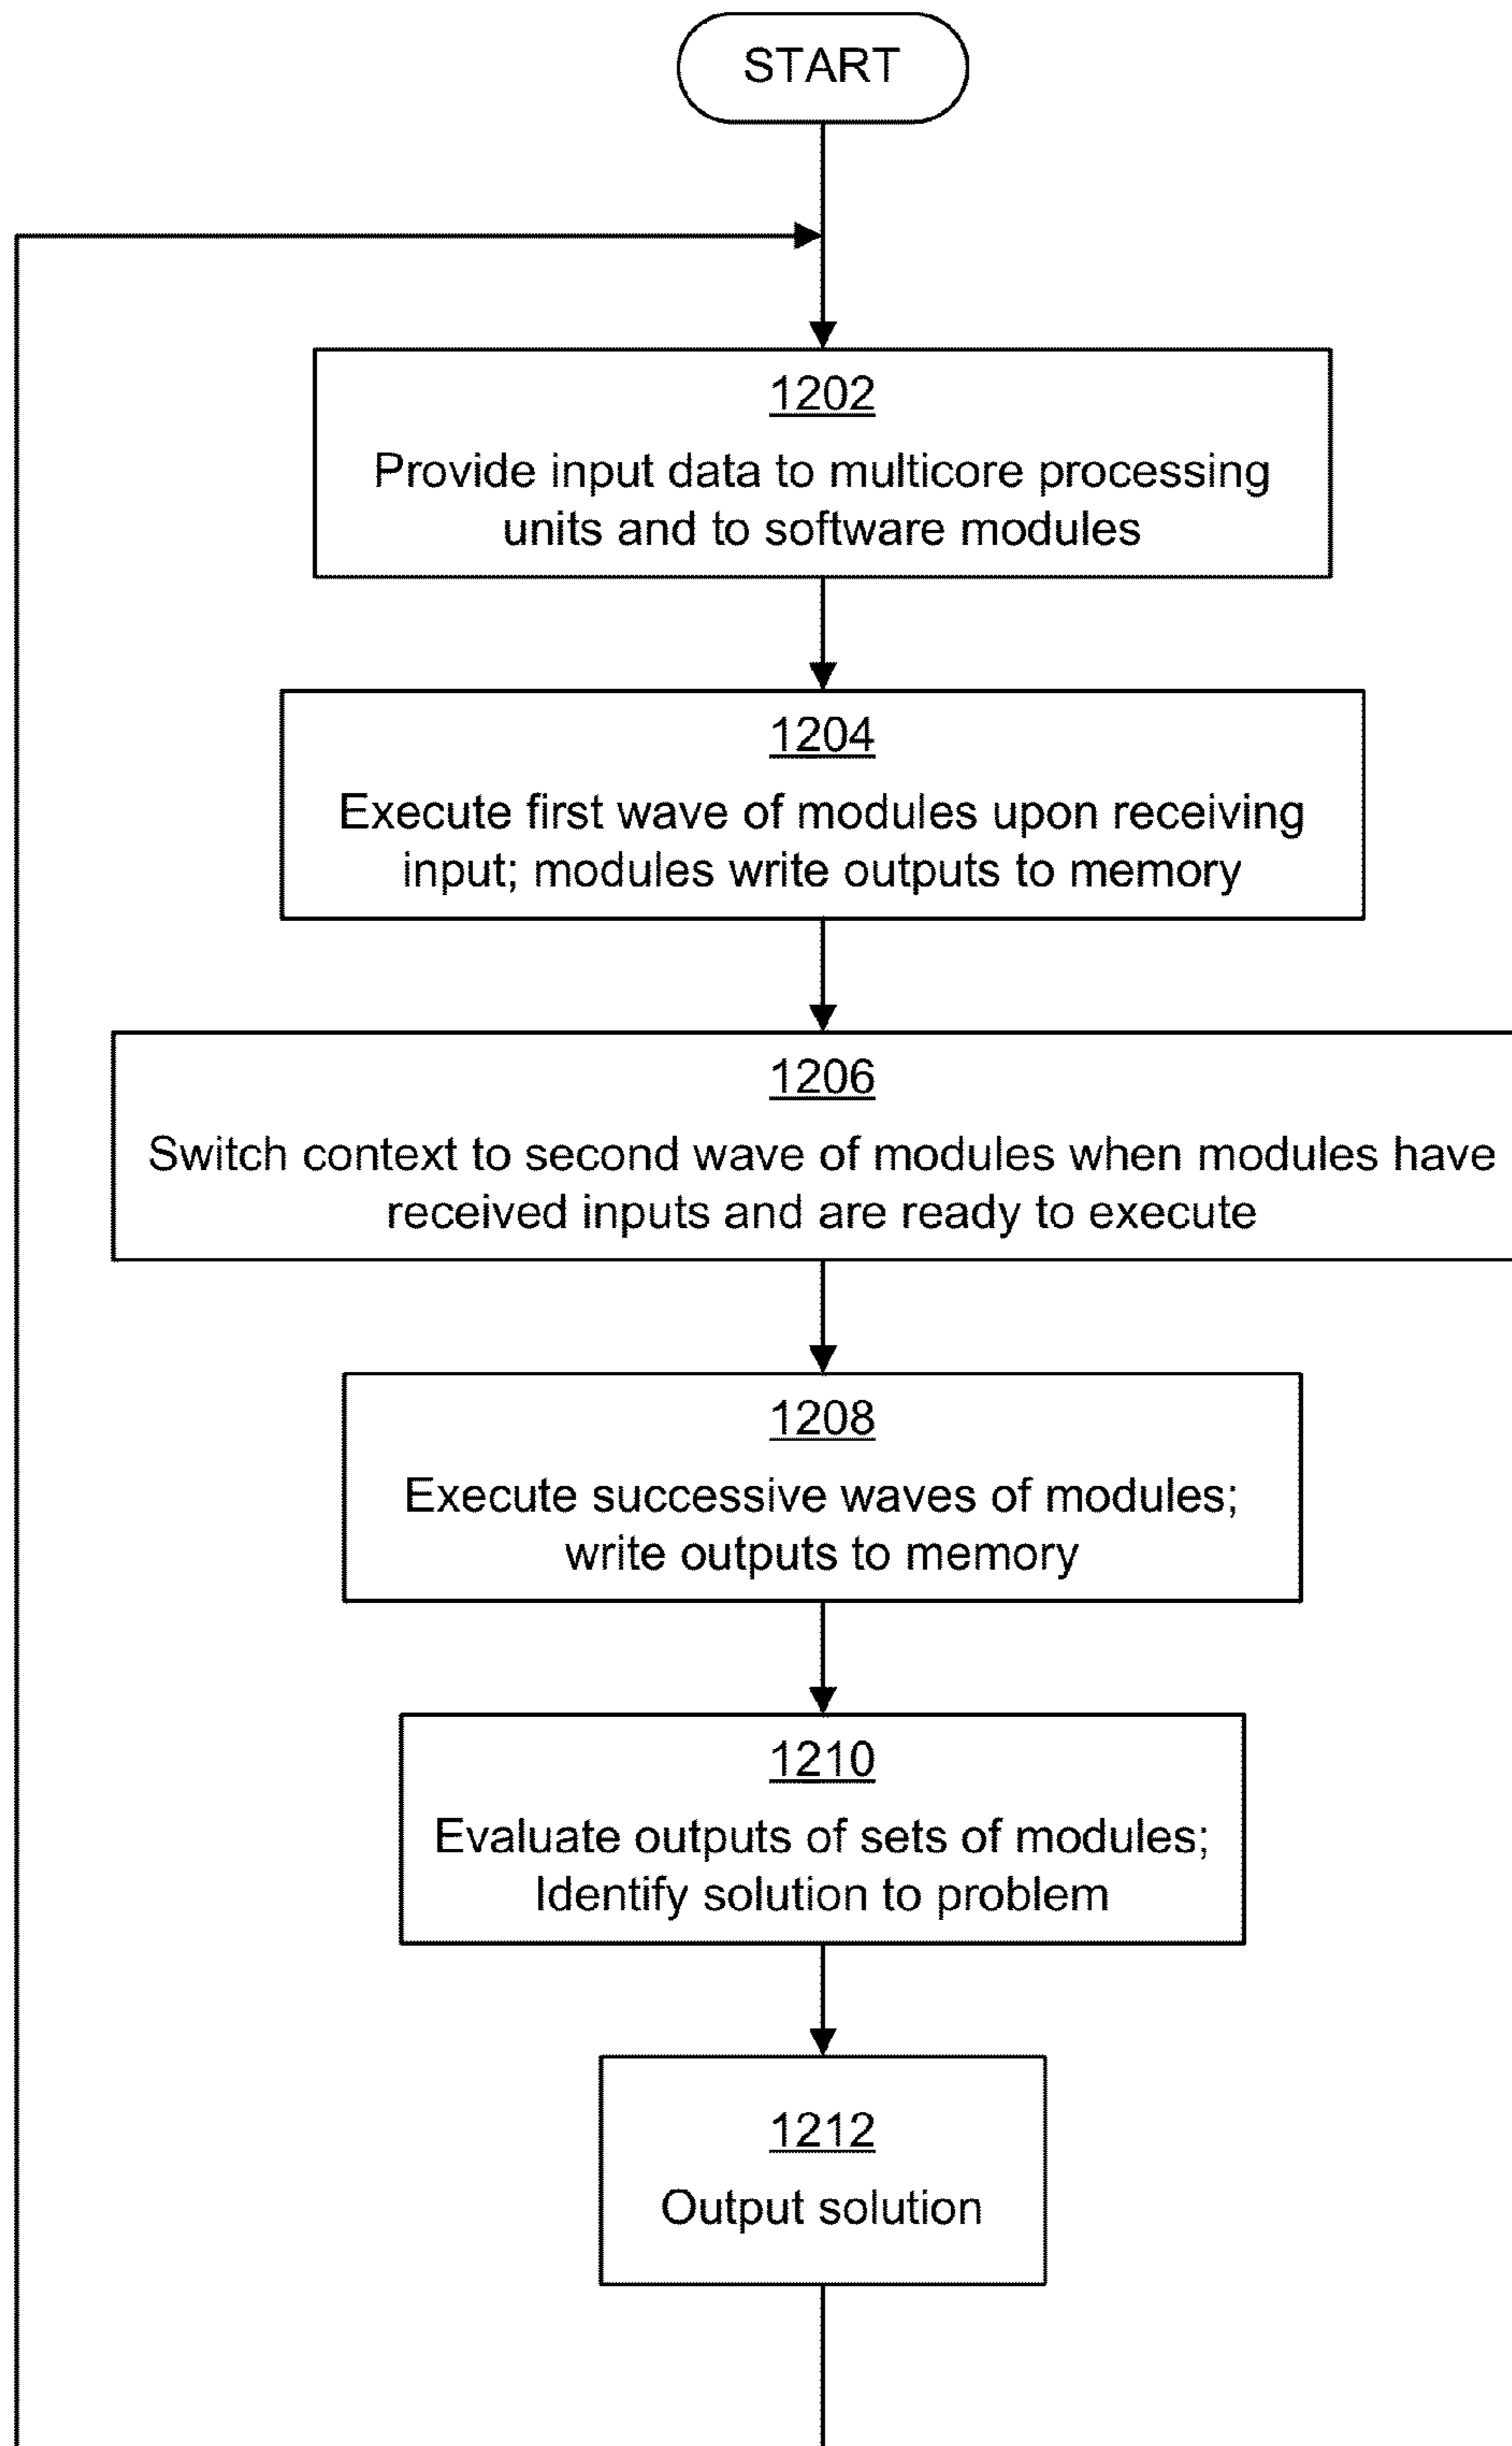 START
1202
Provide input data to multicore processing
units and to software modules
1204
Execute first wave of modules upon receiving
input; modules write outputs to memory
1206
Switch context to second wave of modules when modules have
received inputs and are ready to execute
1208
Execute successive waves of modules;
write outputs to memory
1210
Evaluate outputs of sets of modules;
Identify solution to problem
1212
Output solution